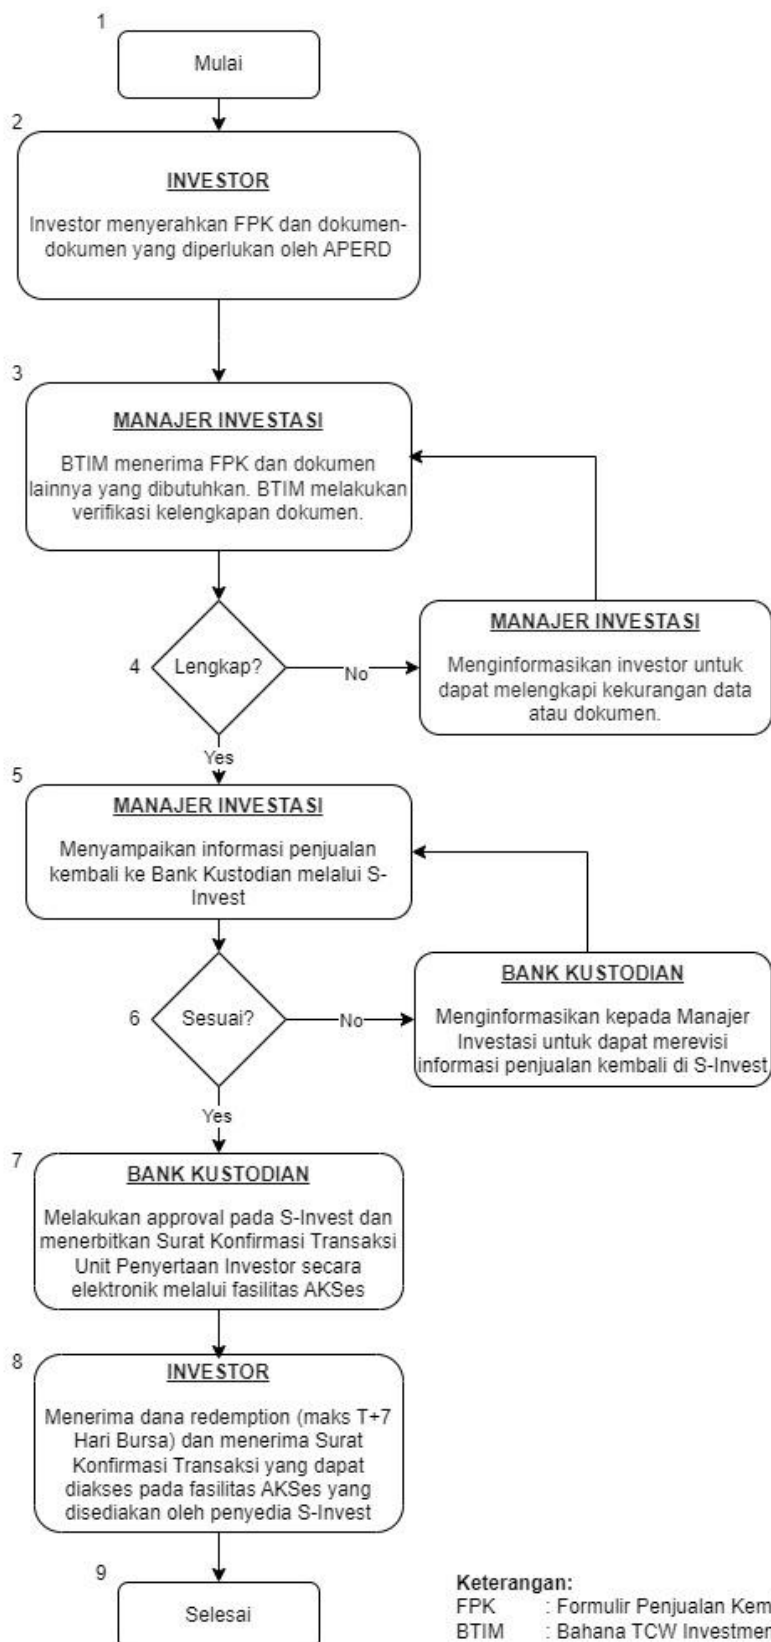 1
Mulai
2
INVESTOR
Investor menyerahkan FPK dan dokumen-
dokumen yang diperlukan oleh APERD
3
MANAJER INVESTASI
BTIM menerima FPK dan dokumen
lainnya yang dibutuhkan. BTIM melakukan
verifikasi kelengkapan dokumen.
4
Lengkap?
No
MANAJER INVESTASI
Menginformasikan investor untuk
dapat melengkapi kekurangan data
atau dokumen.
Yes
5
MANAJER INVESTASI
Menyampaikan informasi penjualan
kembali ke Bank Kustodian melalui S-
Invest
6
Sesuai?
No
BANK KUSTODIAN
Menginformasikan kepada Manajer
Investasi untuk dapat merevisi
informasi penjualan kembali di S-Invest
Yes
7
BANK KUSTODIAN
Melakukan approval pada S-Invest dan
menerbitkan Surat Konfirmasi Transaksi
Unit Penyertaan Investor secara
elektronik melalui fasilitas AKSes
8
INVESTOR
Menerima dana redemption (maks T+7
Hari Bursa) dan menerima Surat
Konfirmasi Transaksi yang dapat
diakses pada fasilitas AKSes yang
disediakan oleh penyedia S-Invest
9
Selesai
Keterangan:
FPK : Formulir Penjualan
BTIM : Bahana TCW